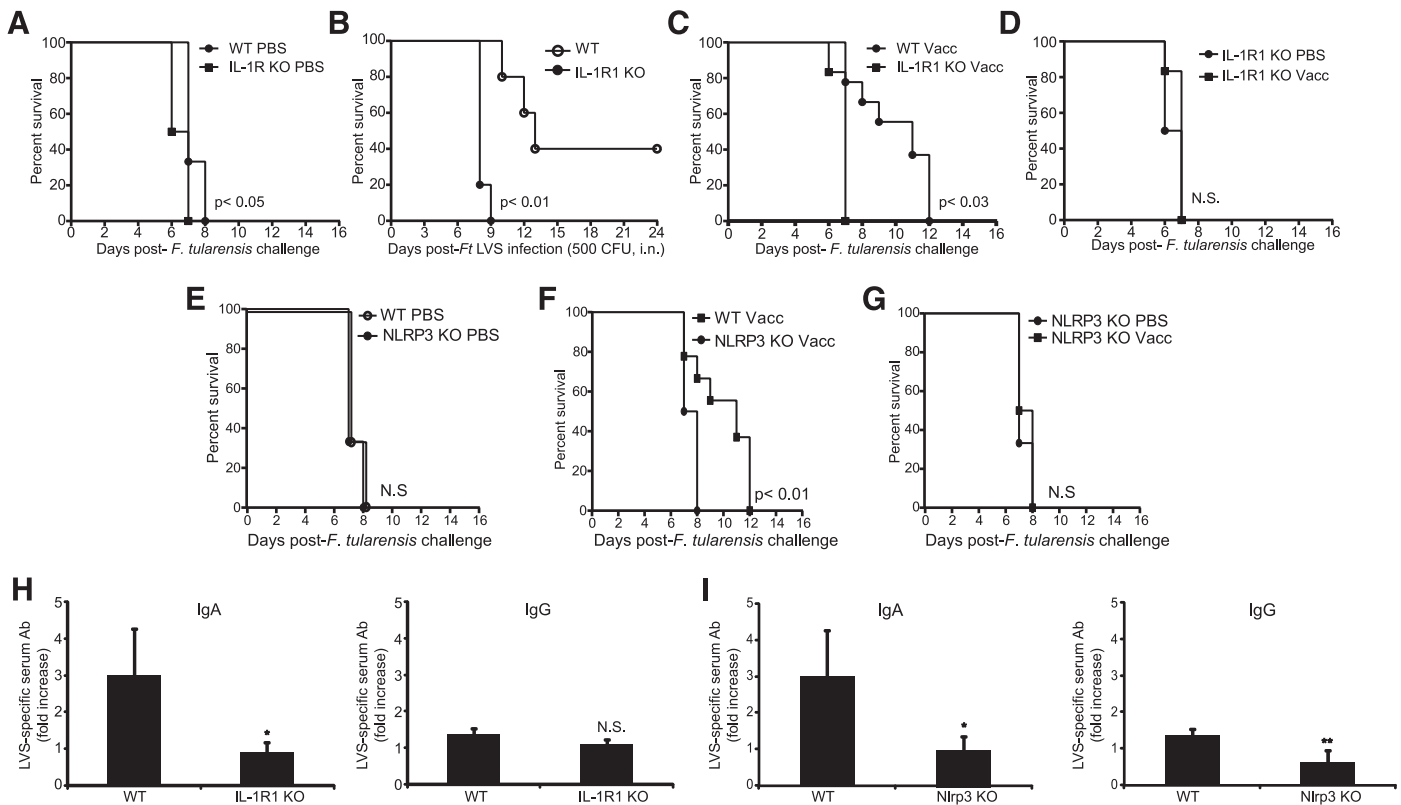 A
WT PBS
IL-1R KO PBS
100
80
60
40
20
0
Percent survival
p< 0.05
0 2 4 6 8 10 12 14 16
Days post- F. tularensis challenge
B
WT
IL-1R1 KO
100
80
60
40
20
0
Percent survival
p< 0.01
0 3 6 9 12 15 18 21 24
Days post-Ft LVS infection (500 CFU, i.n.)
C
WT Vacc
IL-1R1 KO Vacc
100
80
60
40
20
0
Percent survival
p< 0.03
0 2 4 6 8 10 12 14 16
Days post- F. tularensis challenge
D
IL-1R1 KO PBS
IL-1R1 KO Vacc
100
80
60
40
20
0
Percent survival
N.S.
0 2 4 6 8 10 12 14 16
Days post- F. tularensis challenge
E
WT PBS
NLRP3 KO PBS
100
80
60
40
20
0
Percent survival
N.S
0 2 4 6 8 10 12 14 16
Days post-F. tularensis challenge
F
WT Vacc
NLRP3 KO Vacc
100
80
60
40
20
0
Percent survival
p< 0.01
0 2 4 6 8 10 12 14 16
Days post-F. tularensis challenge
G
NLRP3 KO PBS
NLRP3 KO Vacc
100
80
60
40
20
0
Percent survival
N.S
0 2 4 6 8 10 12 14 16
Days post-F. tularensis challenge
H
IgA
5
4
3
2
1
0
LVS-specific serum Ab
(fold increase)
*
WT IL-1R1 KO
IgG
5
4
3
2
1
0
LVS-specific serum Ab
(fold increase)
N.S.
WT IL-1R1 KO
I
IgA
5
4
3
2
1
0
LVS-specific serum Ab
(fold increase)
*
WT Nlrp3 KO
IgG
5
4
3
2
1
0
LVS-specific serum Ab
(fold increase)
**
WT Nlrp3 KO